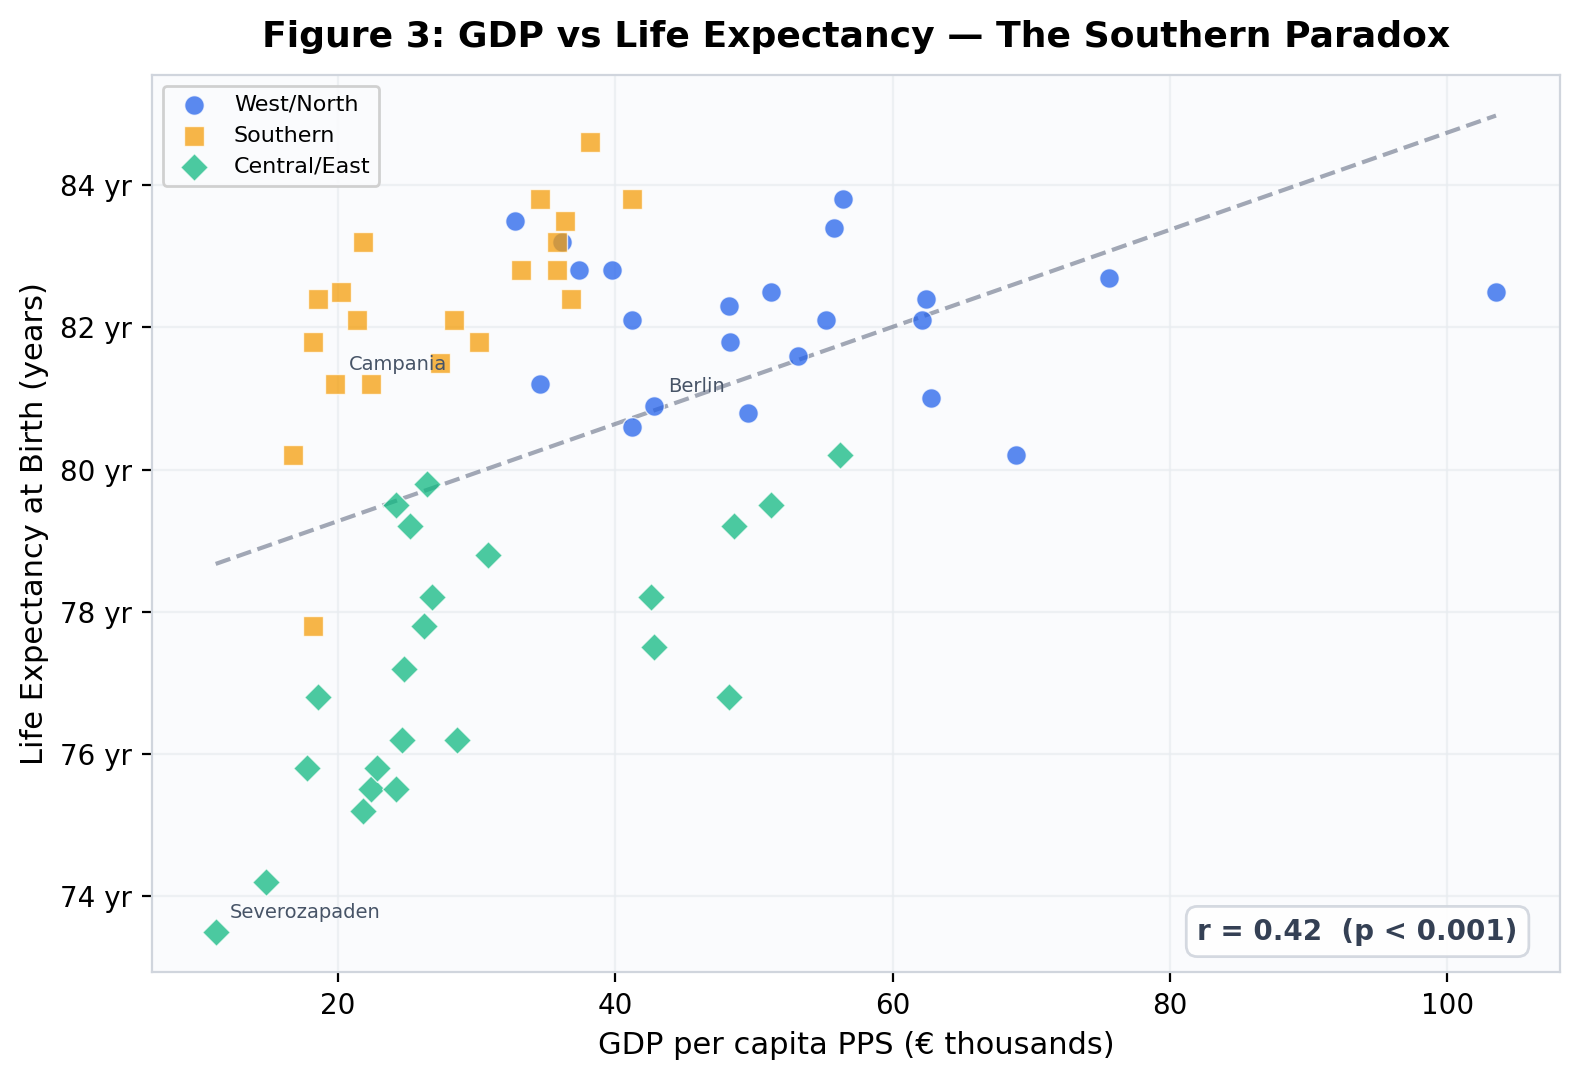 Figure 3: GDP vs Life Expectancy — The Southern Paradox
West/North
Southern
Central/East
84 yr
82 yr
80 yr
78 yr
76 yr
74 yr
Life Expectancy at Birth (years)
Campania
Berlin
Severozapaden
r = 0.42 (p < 0.001)
20
40
60
80
100
GDP per capita PPS (€ thousands)